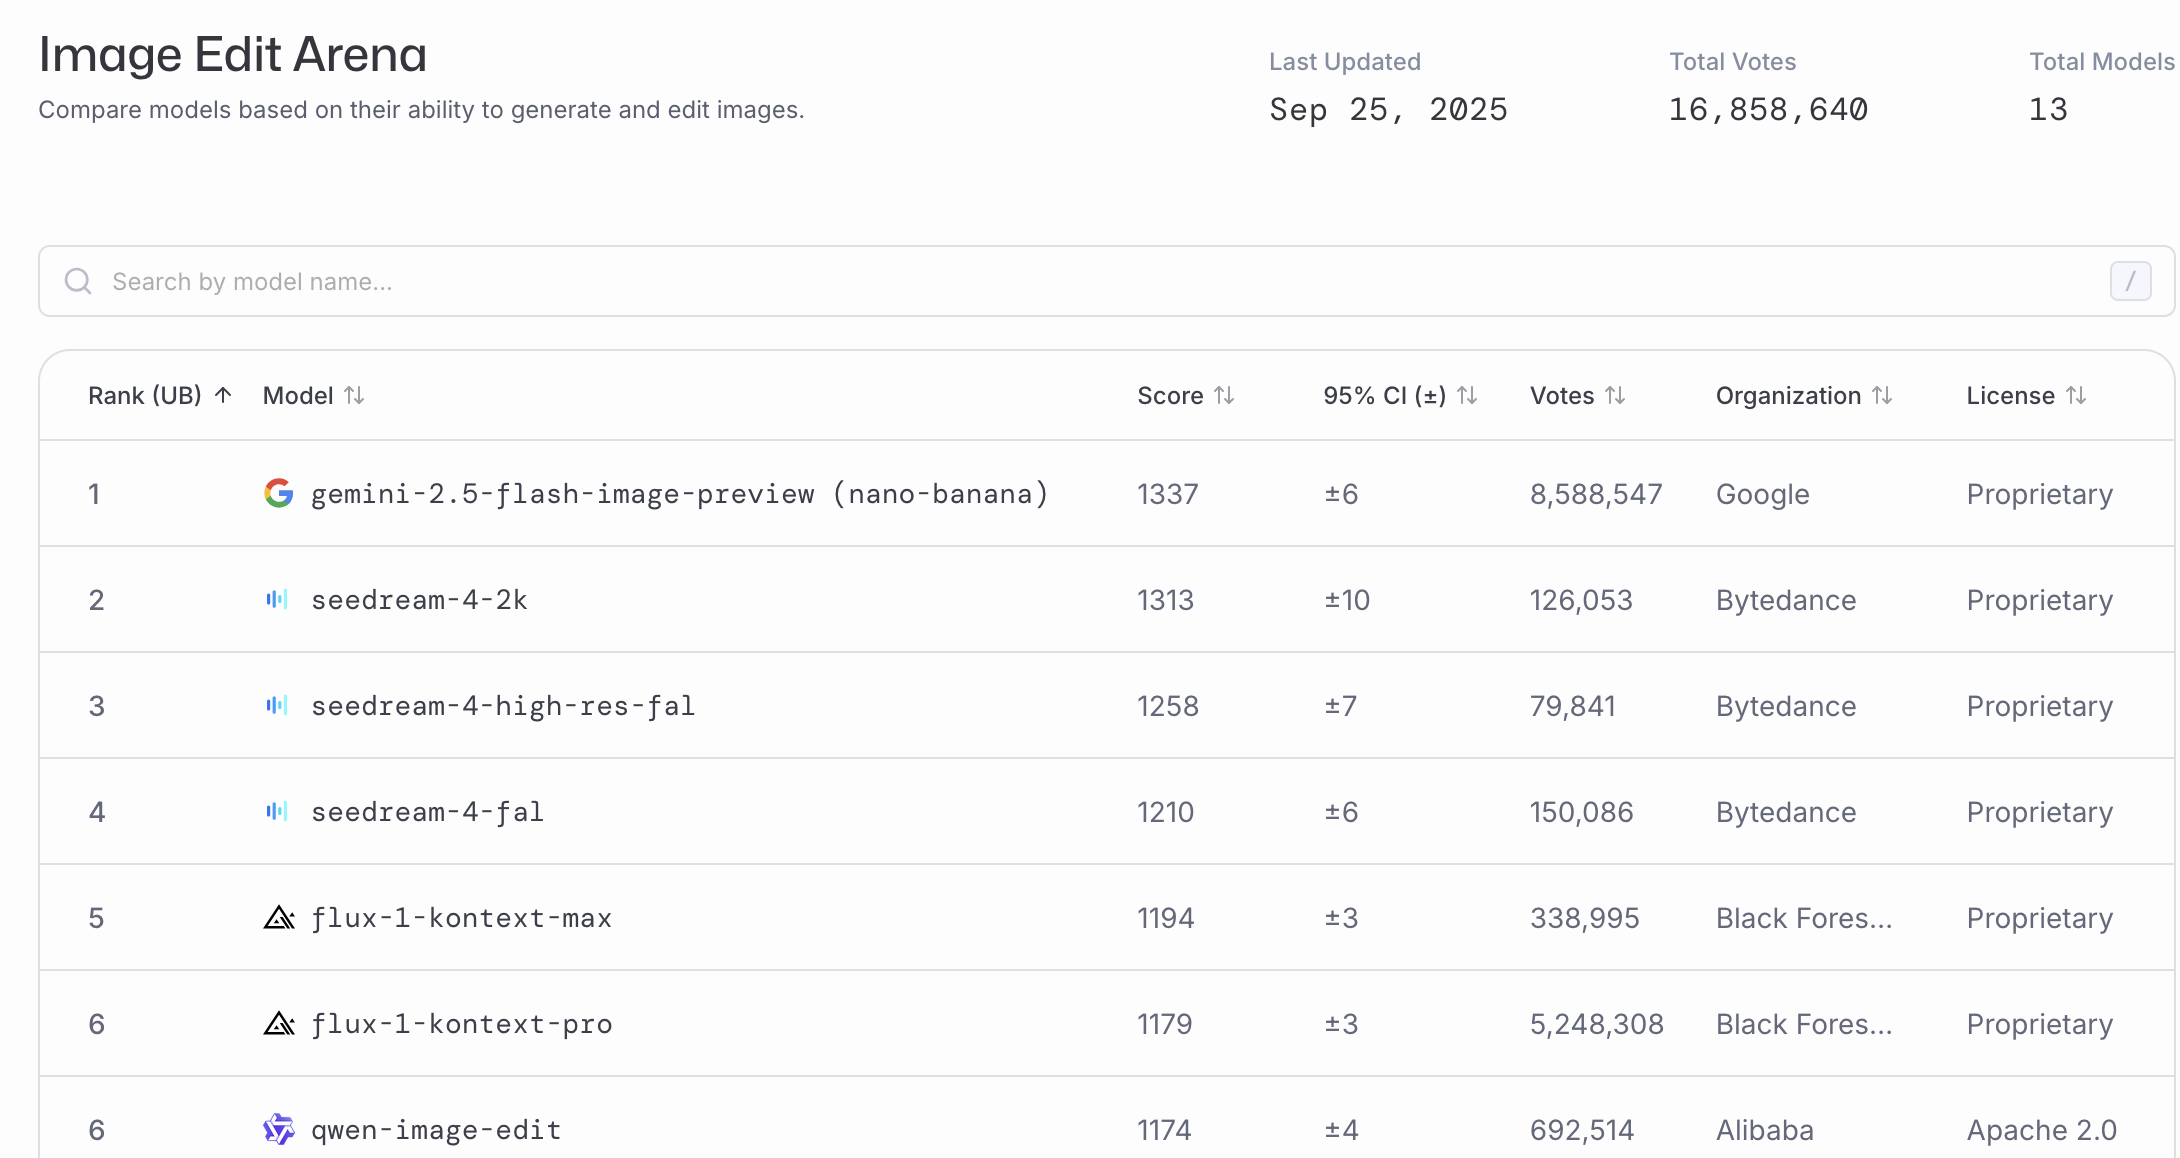 Image Edit Arena
Compare models based on their ability to generate and edit images.
Last Updated
Sep 25, 2025
Total Votes
16,858,640
Total Models
13
Search by model name...
/
Rank (UB) Model Score 95% CI (±) Votes Organization License
1 gemini-2.5-flash-image-preview (nano-banana) 1337 ±6 8,588,547 Google Proprietary
2 seedream-4-2k 1313 ±10 126,053 Bytedance Proprietary
3 seedream-4-high-res-fal 1258 ±7 79,841 Bytedance Proprietary
4 seedream-4-fal 1210 ±6 150,086 Bytedance Proprietary
5 flux-1-kontext-max 1194 ±3 338,995 Black Fores... Proprietary
6 flux-1-kontext-pro 1179 ±3 5,248,308 Black Fores... Proprietary
6 qwen-image-edit 1174 ±4 692,514 Alibaba Apache 2.0